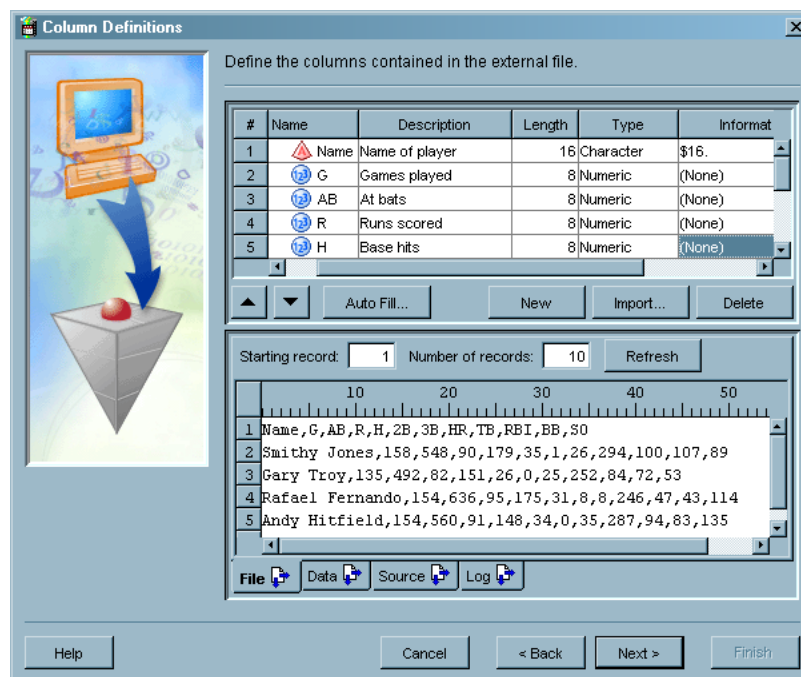 Column Definitions
Define the columns contained in the external file.
# Name Description Length Type Informat
1 Name Name of player 16 Character $16.
2 G Games played 8 Numeric (None)
3 AB At bats 8 Numeric (None)
4 R Runs scored 8 Numeric (None)
5 H Base hits 8 Numeric (None)
Auto Fill... New Import... Delete
Starting record: 1 Number of records: 10 Refresh
10 20 30 40 50
1 Name,G,AB,R,H,2B,3B,HR,TB,RBI,BB,SO
2 Smithy Jones,158,548,90,179,35,1,26,294,100,107,89
3 Gary Troy,135,492,82,151,26,0,25,252,84,72,53
4 Rafael Fernando,154,636,95,175,31,8,8,246,47,43,114
5 Andy Hitfield,154,560,91,148,34,0,35,287,94,83,135
File Data Source Log
Help Cancel < Back Next > Finish